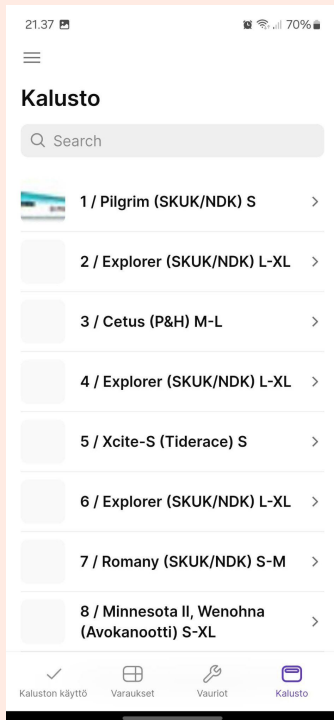 21.37 70%
Kalusto
Search
1 / Pilgrim (SKUK/NDK) S
2 / Explorer (SKUK/NDK) L-XL
3 / Cetus (P&H) M-L
4 / Explorer (SKUK/NDK) L-XL
5 / Xcite-S (Tiderace) S
6 / Explorer (SKUK/NDK) L-XL
7 / Romany (SKUK/NDK) S-M
8 / Minnesota II, Wenohna
(Avokanootti) S-XL
Kaluston käyttö Varaukset Vauriot Kalusto